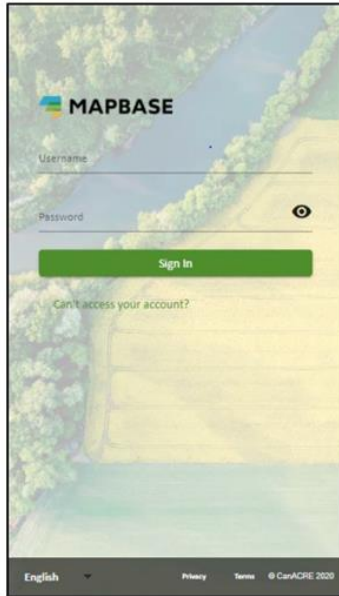 MAPBASE
Username
Password
Sign In
Can't access your account?
English Privacy Terms © CanACRE 2020